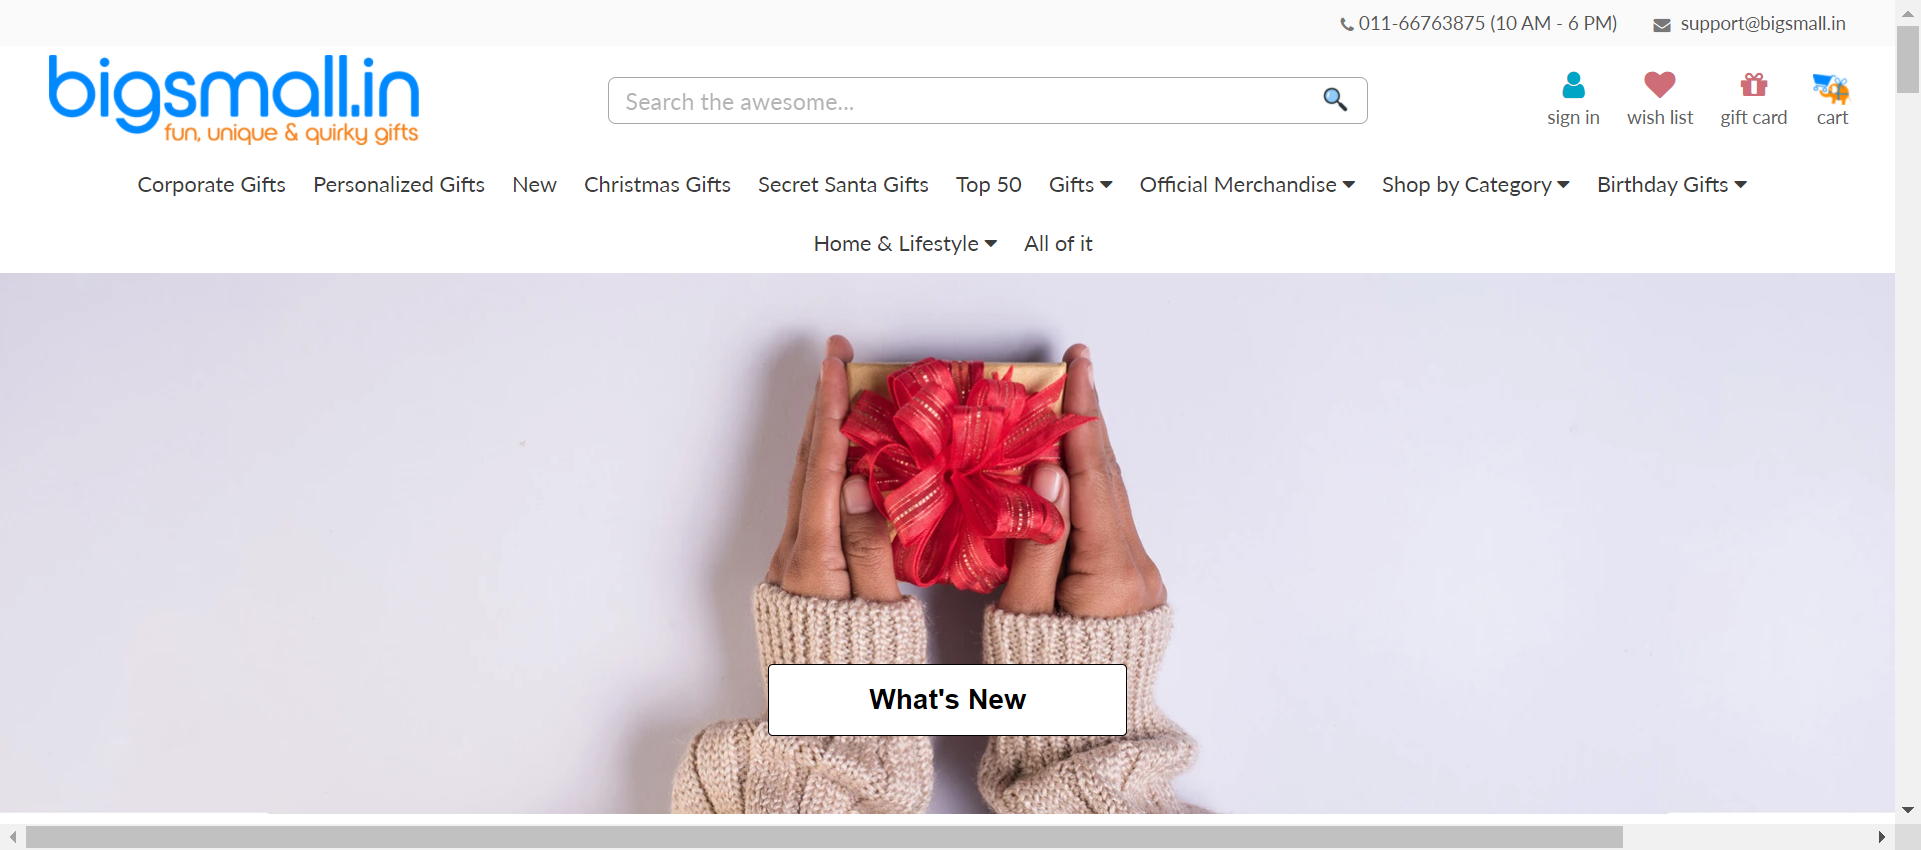 011-66763875 (10 AM - 6 PM) support@bigsmall.in
bigsmall.in
fun, unique & quirky gifts
Search the awesome...
sign in wish list gift card cart
Corporate Gifts Personalized Gifts New Christmas Gifts Secret Santa Gifts Top 50 Gifts Official Merchandise Shop by Category Birthday Gifts
Home & Lifestyle All of it
What's New